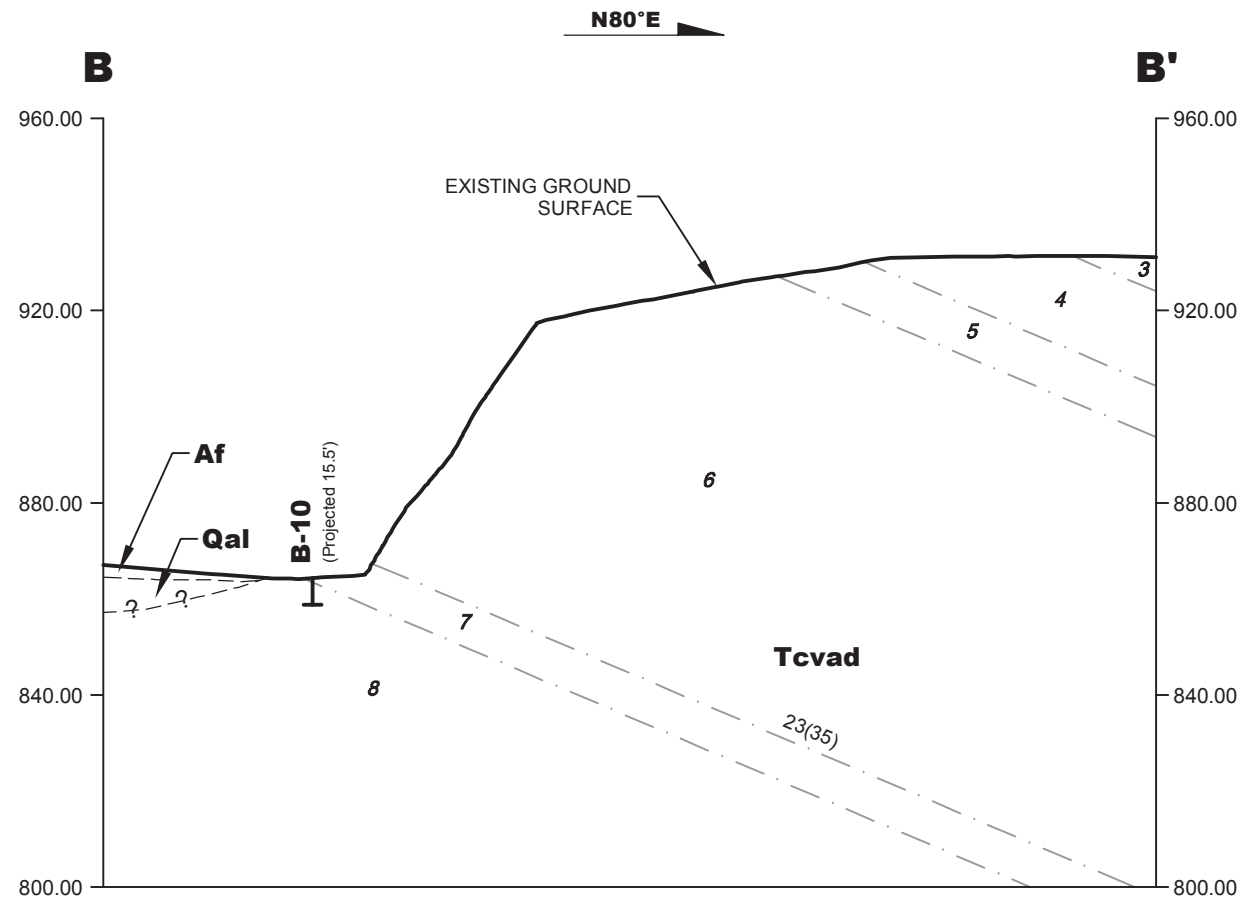 N80°E
B
B'
960.00
960.00
EXISTING GROUND
SURFACE
3
4
920.00
920.00
5
Af
6
880.00
880.00
B-10
(Projected 15.5')
Qal
?
?
7
Tcvad
8
840.00
840.00
23(35)
800.00
800.00